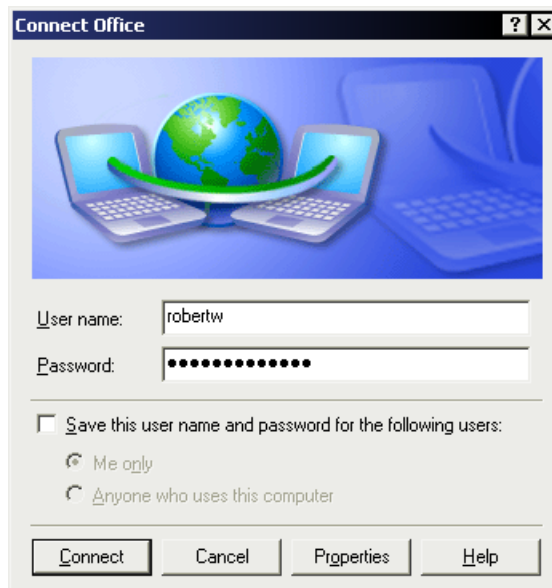 Connect Office
User name: robertw
Password: •••••••••••••
Save this user name and password for the following users:
Me only
Anyone who uses this computer
Connect Cancel Properties Help